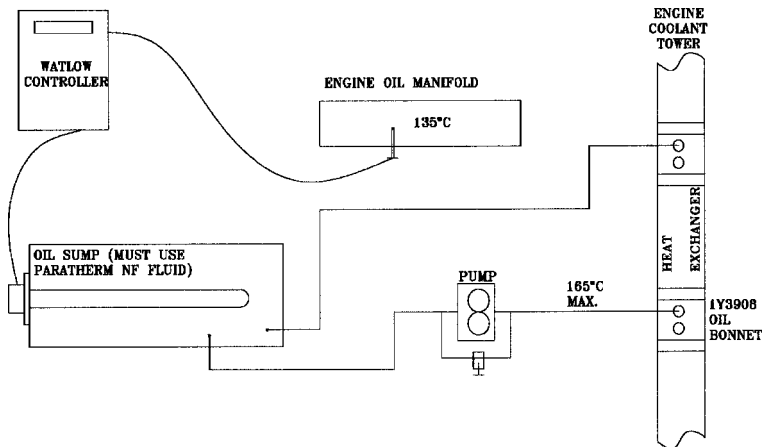 ENGINE
COOLANT
TOWER
WATLOW
CONTROLLER
ENGINE OIL MANIFOLD
135°C
OIL SUMP (MUST USE
PARATHERM NF FLUID)
PUMP
165°C
MAX.
HEAT
EXCHANGER
1Y3908
OIL
BONNET